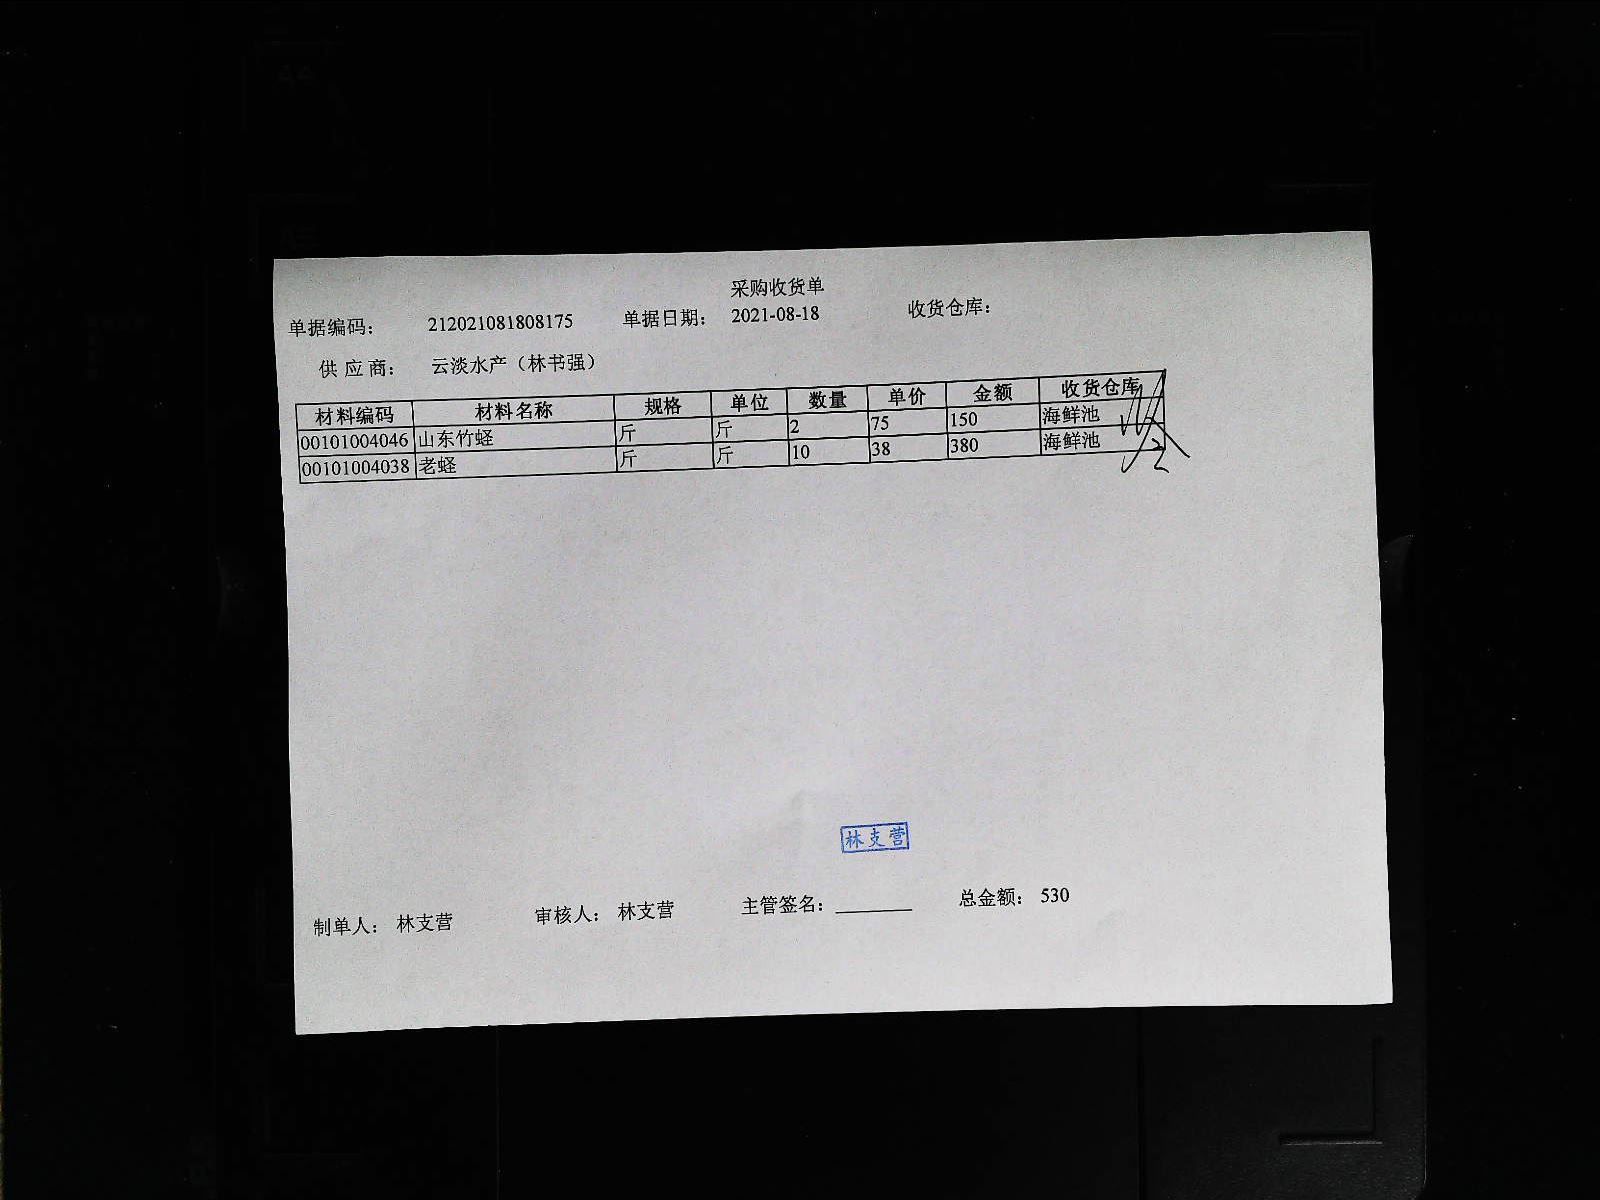 采购收货单
单据编码： 212021081808175 单据日期： 2021-08-18 收货仓库：
供 应 商： 云淡水产（林书强）
材料编码 材料名称 规格 单位 数量 单价 金额 收货仓库
00101004046 山东竹蛏 斤 斤 2 75 150 海鲜池
00101004038 老蛏 斤 斤 10 38 380 海鲜池
林支营
制单人： 林支营 审核人： 林支营 主管签名： 总金额： 530